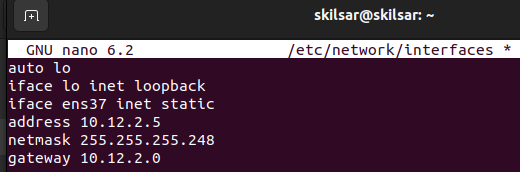 skilsar@skilsar: ~
GNU nano 6.2 /etc/network/interfaces *
auto lo
iface lo inet loopback
iface ens37 inet static
address 10.12.2.5
netmask 255.255.255.248
gateway 10.12.2.0